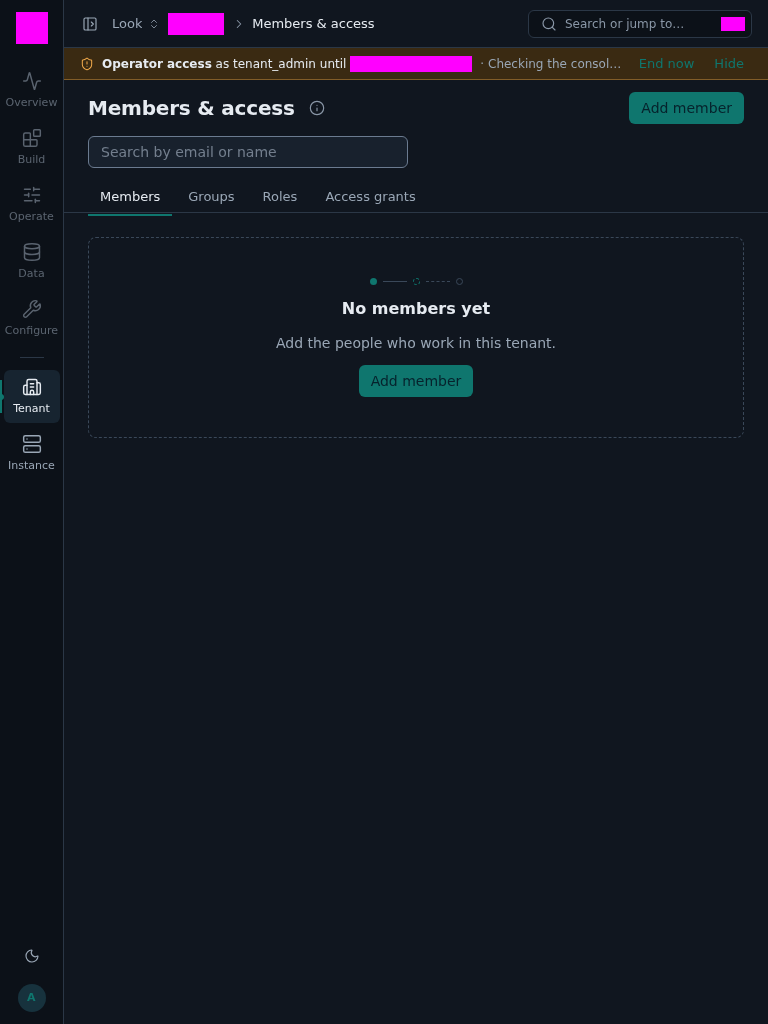 Look
Members & access
Search or jump to…
Operator access as tenant_admin until
· Checking the consol…
End now
Hide
Overview
Build
Operate
Data
Configure
Tenant
Instance
A
Members & access
Add member
Search by email or name
Members
Groups
Roles
Access grants
No members yet
Add the people who work in this tenant.
Add member